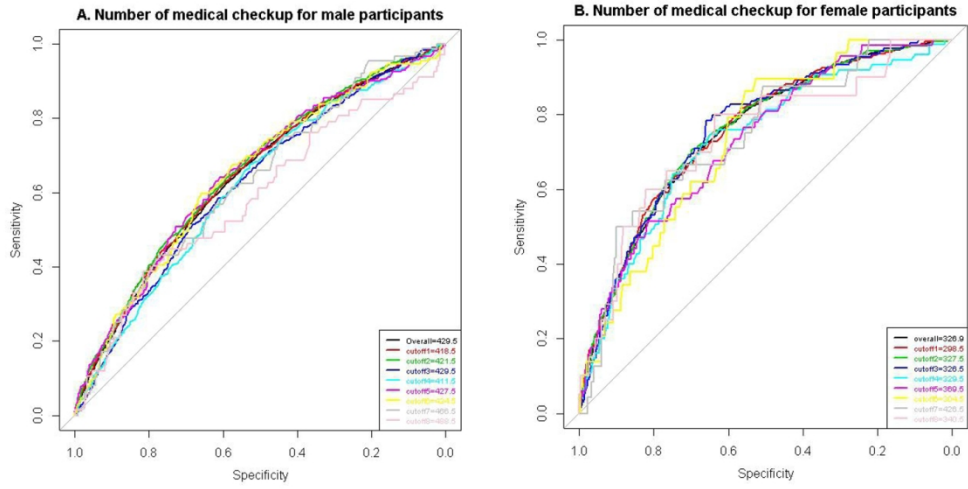 A. Number of medical checkup for male participants
1.0
0.8
0.6
0.4
0.2
0.0
Sensitivity
1.0 0.8 0.6 0.4 0.2 0.0
Specificity
Overall=429.5
cutoff1=418.5
cutoff2=421.5
cutoff3=429.5
cutoff4=411.5
cutoff5=427.5
B. Number of medical checkup for female participants
1.0
0.8
0.6
0.4
0.2
0.0
Sensitivity
1.0 0.8 0.6 0.4 0.2 0.0
Specificity
overall=326.9
cutoff1=298.5
cutoff2=327.5
cutoff3=326.5
cutoff4=329.5
cutoff5=369.5